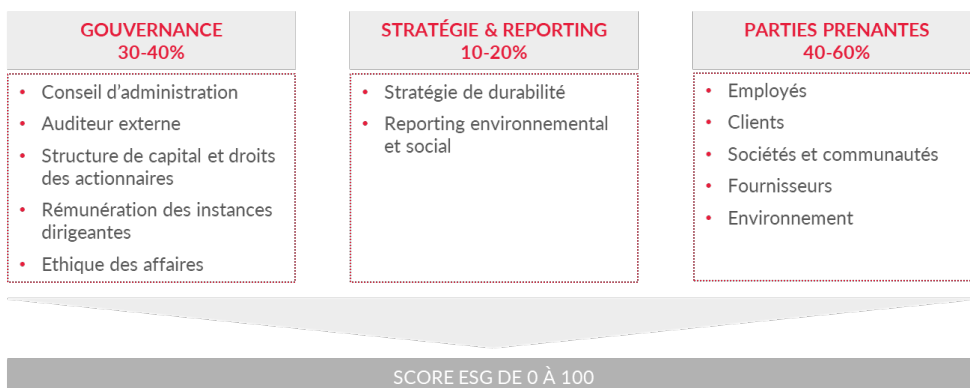 GOUVERNANCE
30-40%
• Conseil d'administration
• Auditeur externe
• Structure de capital et droits
des actionnaires
• Rémunération des instances
dirigeantes
• Ethique des affaires
STRATÉGIE & REPORTING
10-20%
• Stratégie de durabilité
• Reporting environnemental
et social
PARTIES PRENANTES
40-60%
• Employés
• Clients
• Sociétés et communautés
• Fournisseurs
• Environnement
SCORE ESG DE 0 À 100